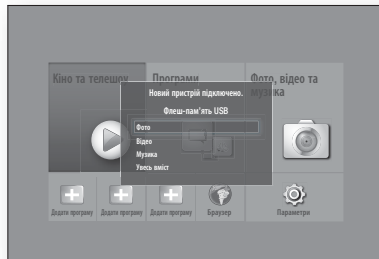 Кіно та телешоу
Програми
Фото, відео та
музика
Новий пристрій підключено.
Флеш-пам'ять USB
Фото
Відео
Музика
Увесь вміст
Додати програму
Додати програму
Додати програму
Браузер
Параметри